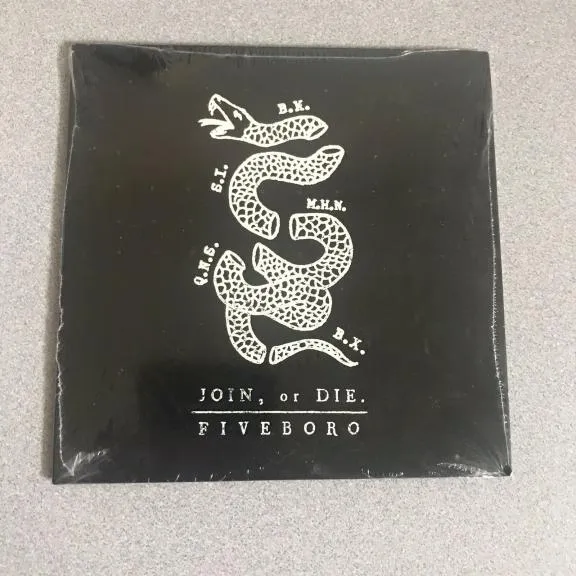 B.K.
S.I.
M.H.N.
Q.N.S.
B.X.
JOIN, or DIE.
FIVEBORO